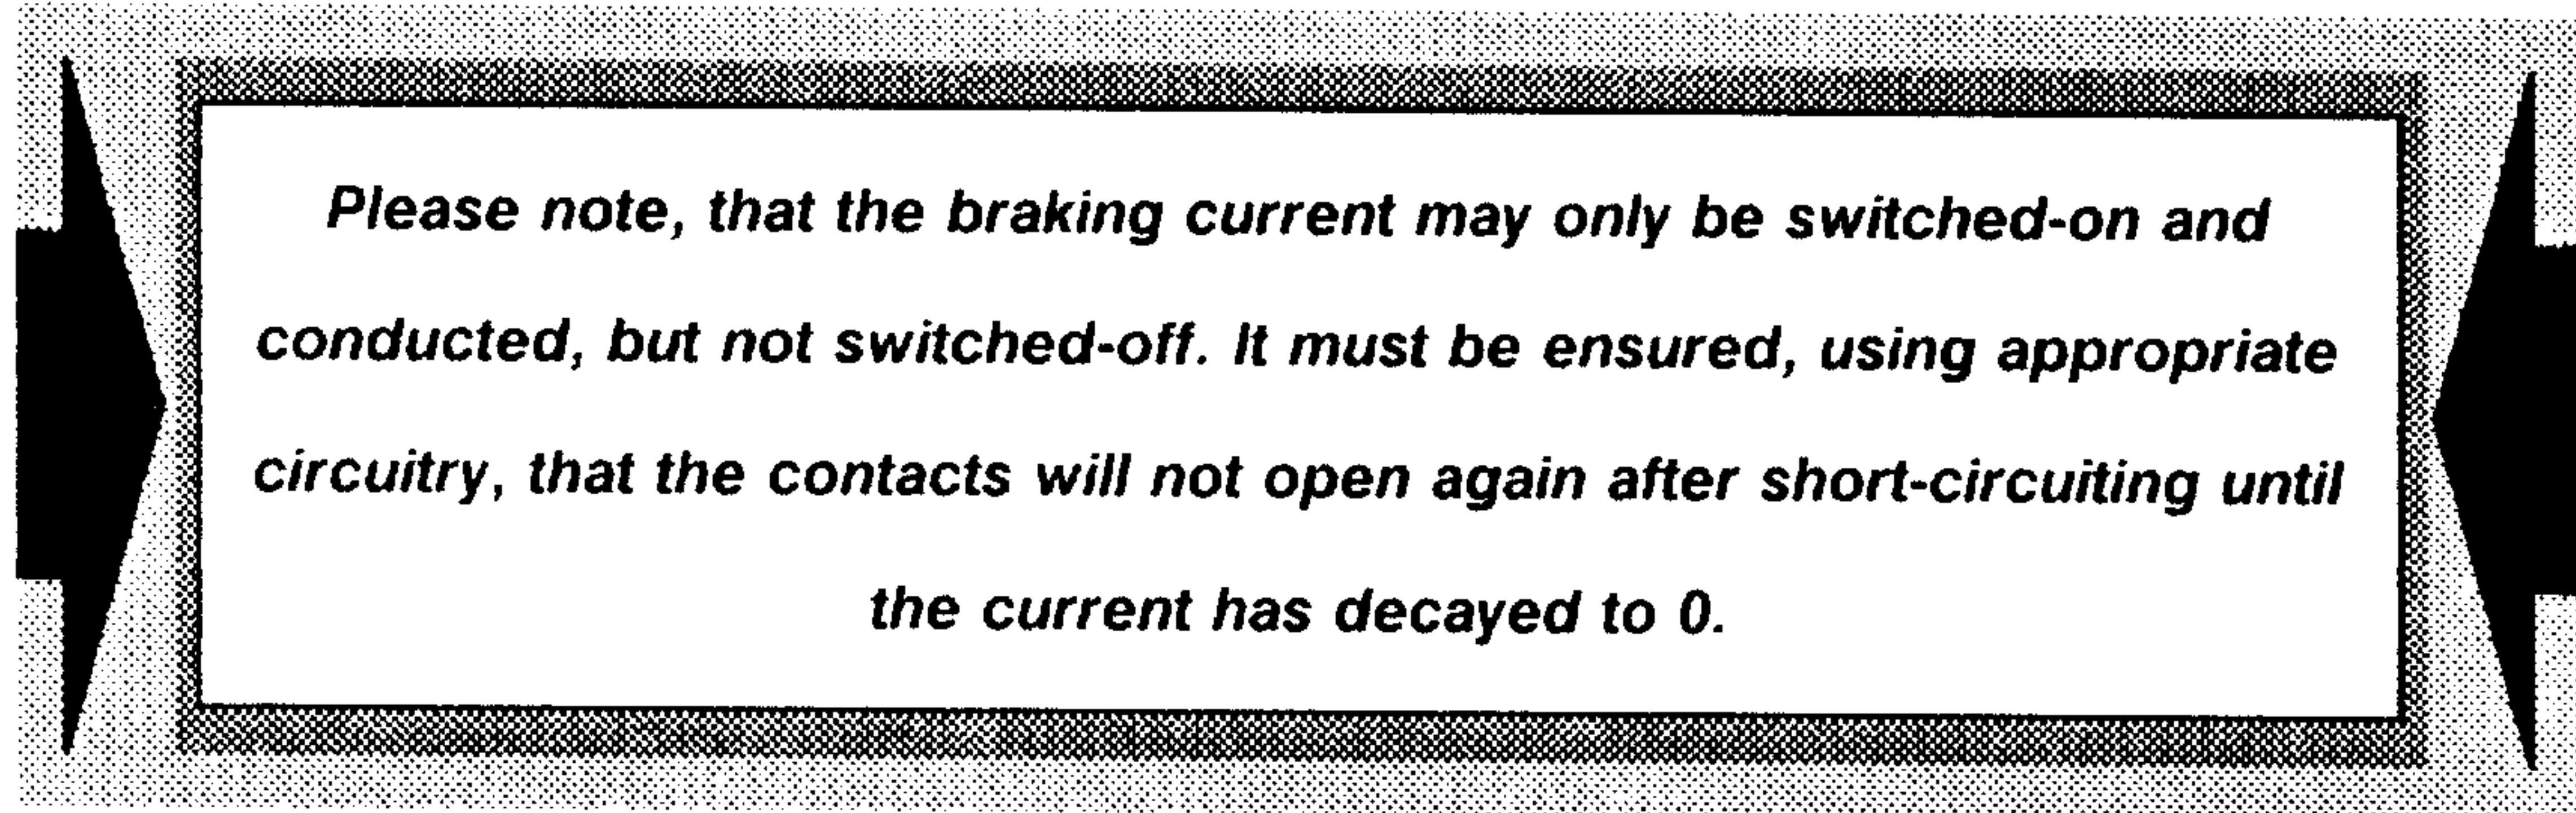 Please note, that the braking current may only be switched-on and
conducted, but not switched-off. It must be ensured, using appropriate
circuitry, that the contacts will not open again after short-circuiting until
the current has decayed to 0.